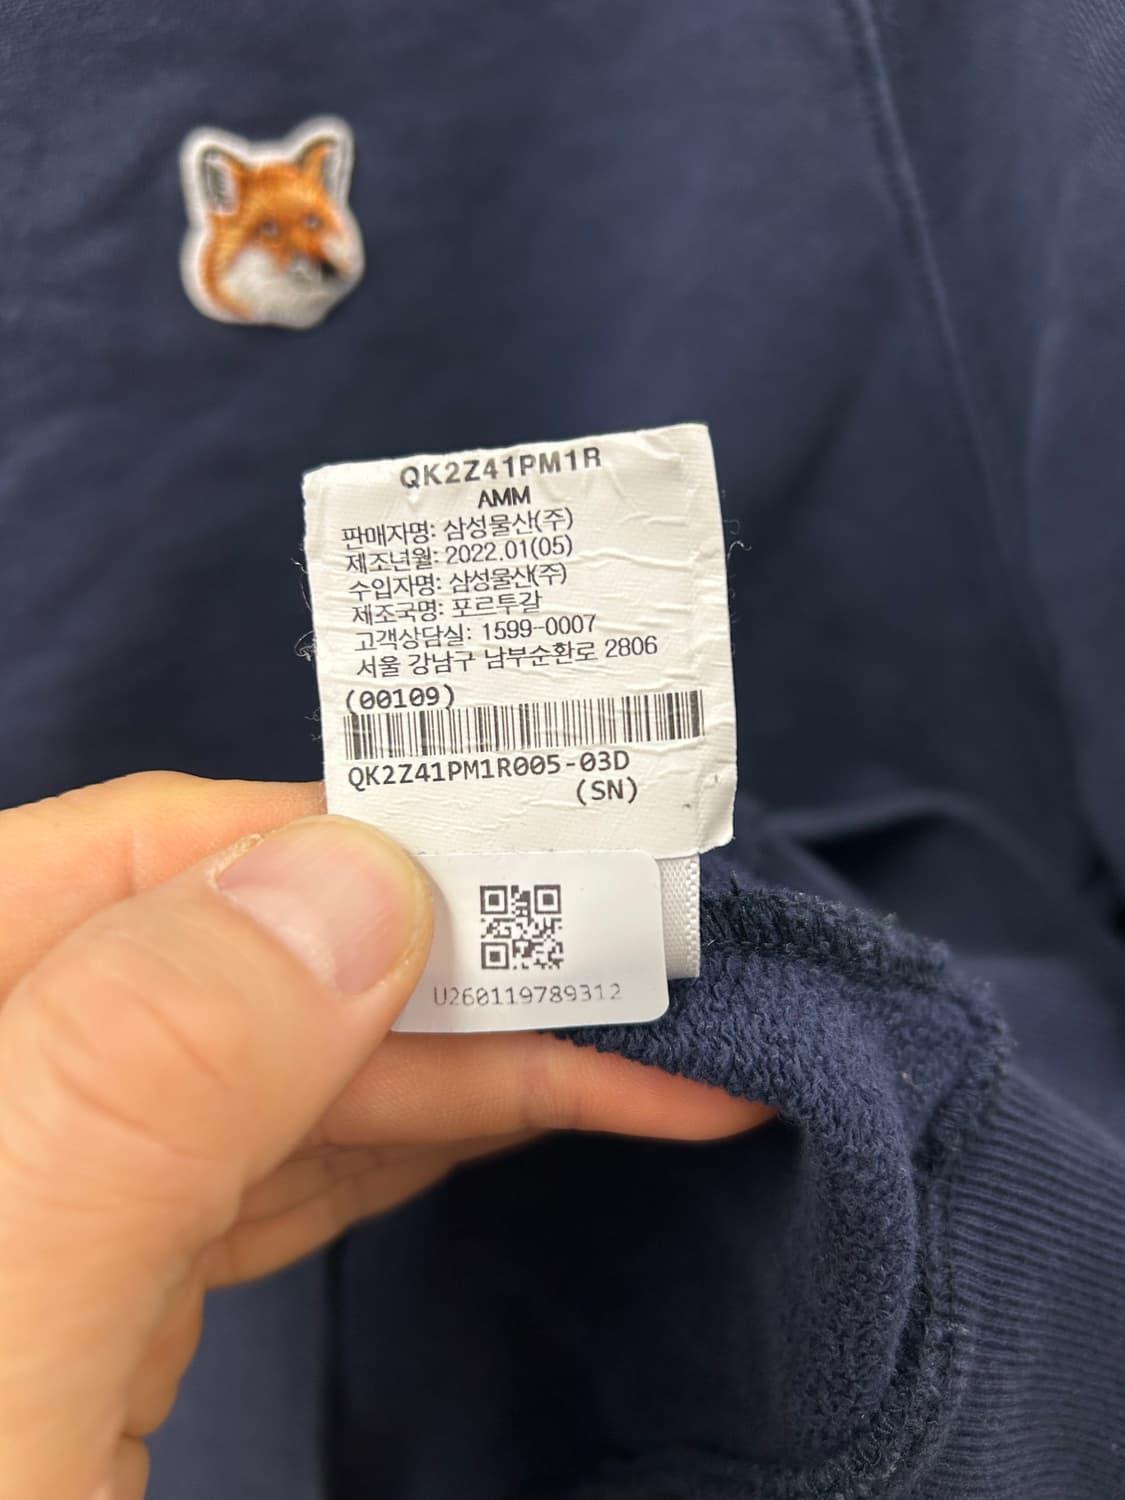 QK2Z41PM1R
AMM
판매자명: 삼성물산(주)
제조년월: 2022.01(05)
수입자명: 삼성물산(주)
제조국명: 포르투갈
고객상담실: 1599-0007
서울 강남구 남부순환로 2806
(00109)
QK2Z41PM1R005-03D
(SN)
U260119789312